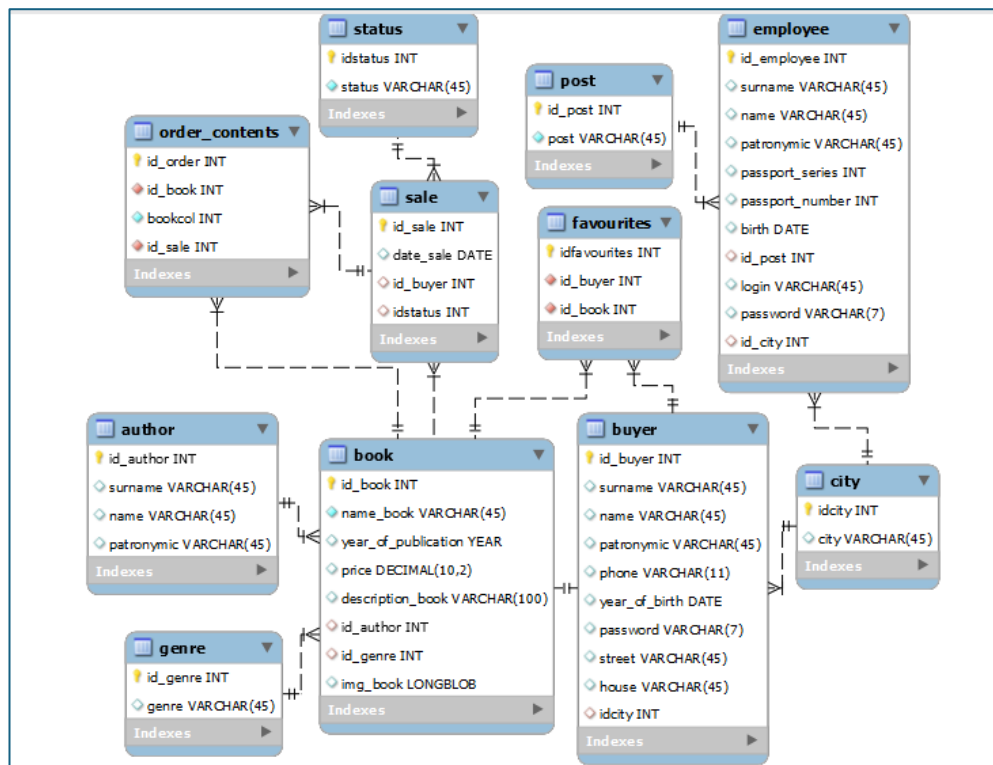 status
idstatus INT
status VARCHAR(45)
Indexes
employee
id_employee INT
surname VARCHAR(45)
name VARCHAR(45)
patronymic VARCHAR(45)
passport_series INT
passport_number INT
birth DATE
id_post INT
login VARCHAR(45)
password VARCHAR(7)
id_city INT
Indexes
post
id_post INT
post VARCHAR(45)
Indexes
order_contents
id_order INT
id_book INT
bookcol INT
id_sale INT
Indexes
sale
id_sale INT
date_sale DATE
id_buyer INT
idstatus INT
Indexes
favourites
idfavourites INT
id_buyer INT
id_book INT
Indexes
author
id_author INT
surname VARCHAR(45)
name VARCHAR(45)
patronymic VARCHAR(45)
Indexes
book
id_book INT
name_book VARCHAR(45)
year_of_publication YEAR
price DECIMAL(10,2)
description_book VARCHAR(100)
id_author INT
id_genre INT
img_book LONGBLOB
Indexes
buyer
id_buyer INT
surname VARCHAR(45)
name VARCHAR(45)
patronymic VARCHAR(45)
phone VARCHAR(11)
year_of_birth DATE
password VARCHAR(7)
street VARCHAR(45)
house VARCHAR(45)
idcity INT
Indexes
city
idcity INT
city VARCHAR(45)
Indexes
genre
id_genre INT
genre VARCHAR(45)
Indexes